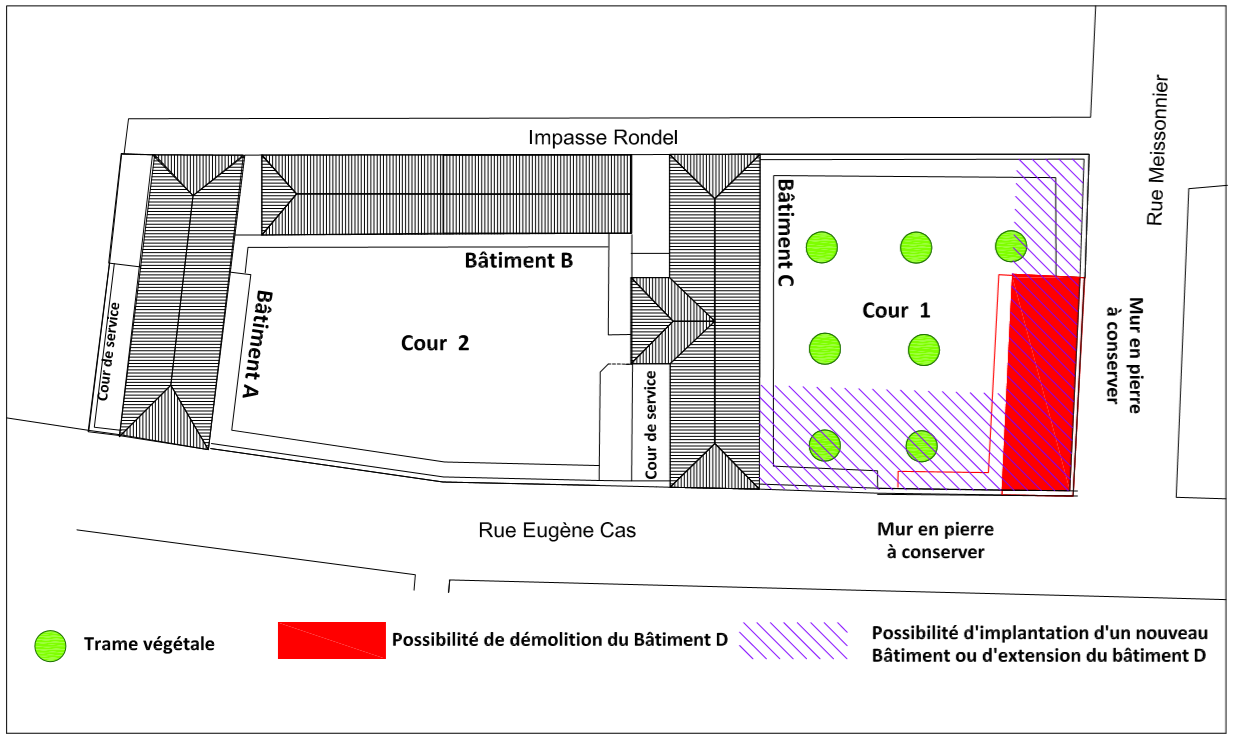 Impasse Rondel
Rue Meissonnier
Bâtiment B
Bâtiment C
Bâtiment A
Cour de service
Cour 2
Cour 1
Cour de service
Mur en pierre
à conserver
Rue Eugène Cas
Mur en pierre
à conserver
Trame végétale
Possibilité de démolition du Bâtiment D
Possibilité d'implantation d'un nouveau
Bâtiment ou d'extension du bâtiment D